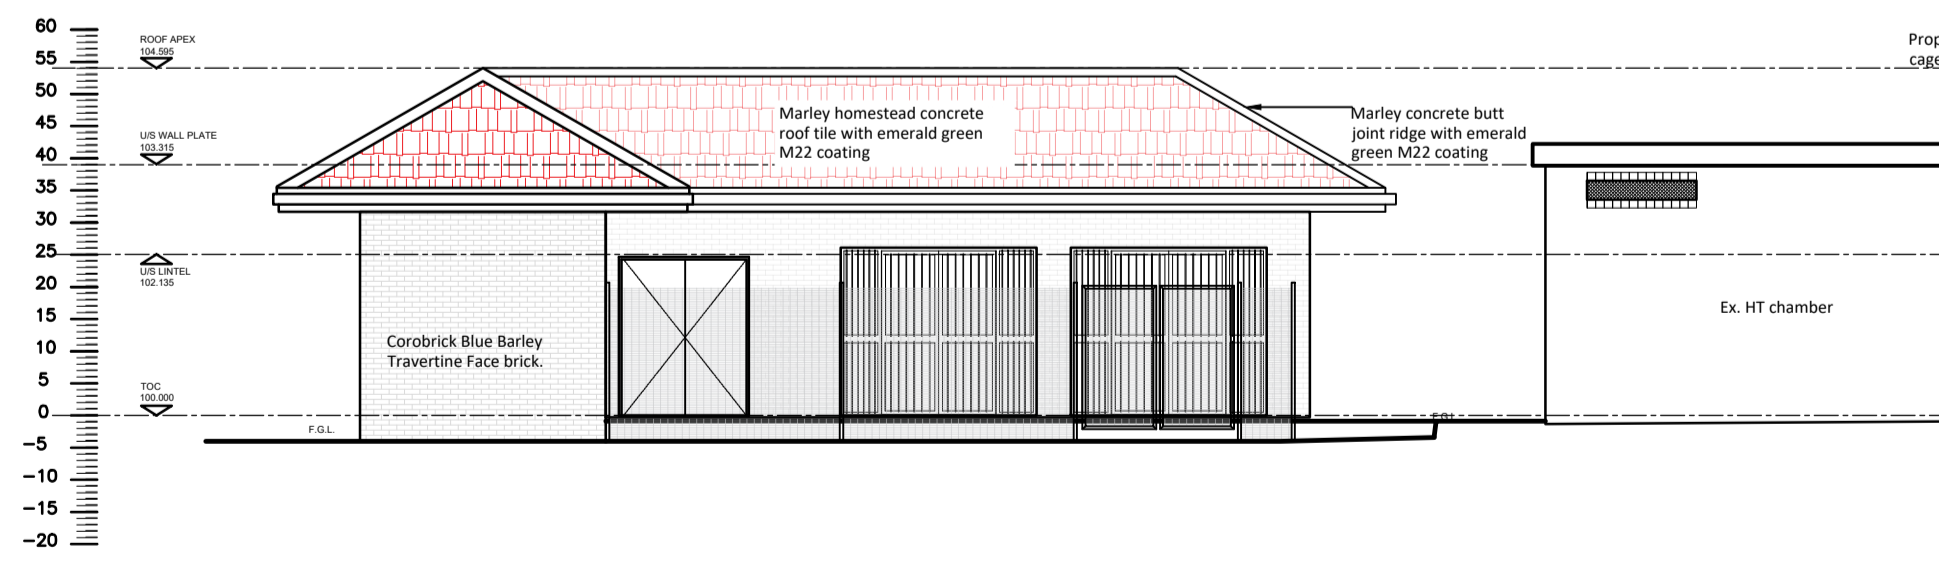 60
55
50
45
40
35
30
25
20
15
10
5
0
-5
-10
-15
-20
ROOF APEX
104.595
U/S WALL PLATE
103.315
U/S LINTEL
102.135
TOC
100.000
F.G.L.
Marley homestead concrete
roof tile with emerald green
M22 coating
Marley concrete butt
joint ridge with emerald
green M22 coating
Corobrick Blue Barley
Travertine Face brick.
F.G.L.
Ex. HT chamber
Prop
cage